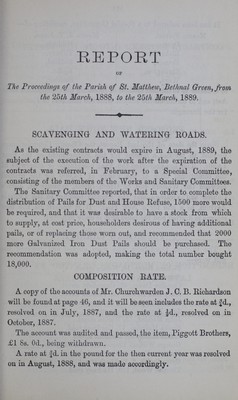 REPORT
OF
The Proceedings of the Parish of St. Matthew, Bethnal Green, from
the 25th March, 1888, to the 25th March, 1889.
SCAVENGING AND WATERING ROADS.
As the existing contracts would expire in August, 1889, the
subject of the execution of the work after the expiration of the
contracts was referred, in February, to a Special Committee,
consisting of the members of the Works and Sanitary Committees.
The Sanitary Committee reported, that in order to complete the
distribution of Pails for Dust and House Refuse, 1500 more would
be required, and that it was desirable to have a stock from which
to supply, at cost price, householders desirous of having additional
pails, or of replacing those worn out, and recommended that 2000
more Galvanized Iron Dust Pails should be purchased. The
recommendation was adopted, making the total number bought
18,000.
COMPOSITION RATE.
A copy of the accounts of Mr. Churchwarden J. C. B. Richardson
will be found at page 46, and it will be seen includes the rate at d.,
resolved on in July, 1887, and the rate at d., resolved on in
October, 1887.
The account was audited and passed, the item, Piggott Brothers,
£1 8s. 0d., being withdrawn.
A rate at d. in the pound for the then current year was resolved
on in August, 1888, and was made accordingly.